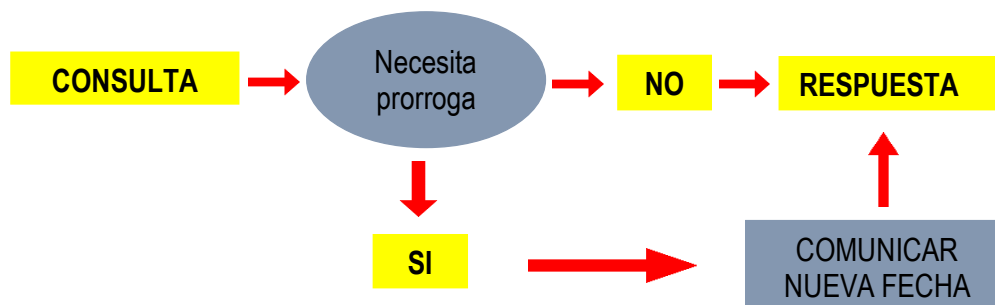 CONSULTA
Necesita
prorroga
NO
RESPUESTA
SI
COMUNICAR
NUEVA FECHA